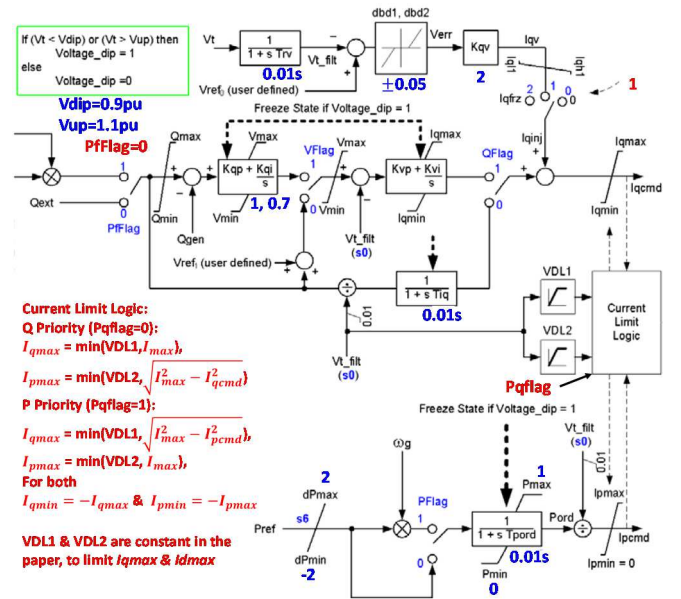 dbd1, dbd2
If (Vt < Vdip) or (Vt > Vup) then
Voltage_dip = 1
else
Voltage_dip =0
Vt
1
1 + s Trv
Vt_filt
0.01s
Vref0 (user defined)
−
+
Verr
±0.05
Kqv
2
Iqv
Iql1
Iqh1
Iqfrz
2
1
0
0
1
Iqinj
Vdip=0.9pu
Vup=1.1pu
PfFlag=0
Freeze State if Voltage_dip = 1
Qmax
Vmax
VFlag
Vmax
Iqmax
QFlag
Iqmax
1
Kqp + Kqi
s
1
Kvp + Kvi
s
1
Iqcmd
Qmin
Vmin
1, 0.7
0
Vmin
Iqmin
0
Iqmin
Qext
0
PfFlag
Qgen
Vt_filt
(s0)
Vref1 (user defined)
1
1 + s Tiq
0.01s
0.01
Vt_filt
(s0)
VDL1
VDL2
Current
Limit
Logic
Pqflag
Current Limit Logic:
Q Priority (Pqflag=0):
Iqmax = min(VDL1,Imax),
Ipmax = min(VDL2, √I²max − I²qcmd)
P Priority (Pqflag=1):
Iqmax = min(VDL1, √I²max − I²pcmd),
Ipmax = min(VDL2, Imax),
For both
Iqmin = −Iqmax & Ipmin = −Ipmax
VDL1 & VDL2 are constant in the
paper, to limit Iqmax & Idmax
Freeze State if Voltage_dip = 1
ωg
Vt_filt
(s0)
0.01
2
dPmax
PFlag
1
Pmax
Ipmax
Pref
s6
1
1
1 + s Tpord
Pord
Ipcmd
dPmin
-2
0
0.01s
Pmin
0
Ipmin = 0